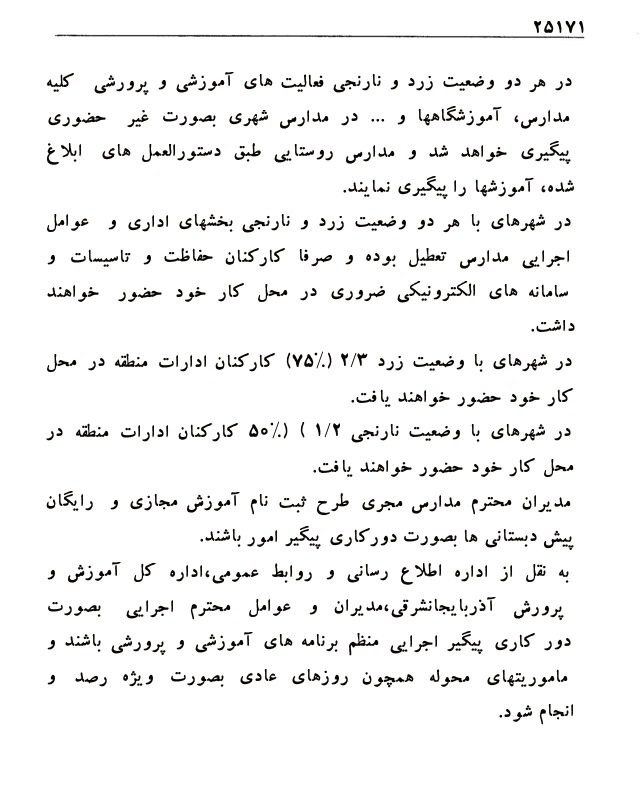 ۲۵۱۷۱
در هر دو وضعیت زرد و نارنجی فعالیت های آموزشی و پرورشی کلیه
مدارس، آموزشگاهها و ... در مدارس شهری بصورت غیر حضوری
پیگیری خواهد شد و مدارس روستایی طبق دستورالعمل های ابلاغ
شده، آموزشها را پیگیری نمایند.
در شهرهای با هر دو وضعیت زرد و نارنجی بخشهای اداری و عوامل
اجرایی مدارس تعطیل بوده و صرفا کارکنان حفاظت و تاسیسات و
سامانه های الکترونیکی ضروری در محل کار خود حضور خواهند
داشت.
در شهرهای با وضعیت زرد ۲/۳ (۷۵٪) کارکنان ادارات منطقه در محل
کار خود حضور خواهند یافت.
در شهرهای با وضعیت نارنجی ۱/۲ ) (۵۰٪ کارکنان ادارات منطقه در
محل کار خود حضور خواهند یافت.
مدیران محترم مدارس مجری طرح ثبت نام آموزش مجازی و رایگان
پیش دبستانی ها بصورت دورکاری پیگیر امور باشند.
به نقل از اداره اطلاع رسانی و روابط عمومی،اداره کل آموزش و
پرورش آذربایجانشرقی،مدیران و عوامل محترم اجرایی بصورت
دور کاری پیگیر اجرایی منظم برنامه های آموزشی و پرورشی باشند و
ماموریتهای محوله همچون روزهای عادی بصورت ویژه رصد و
انجام شود.